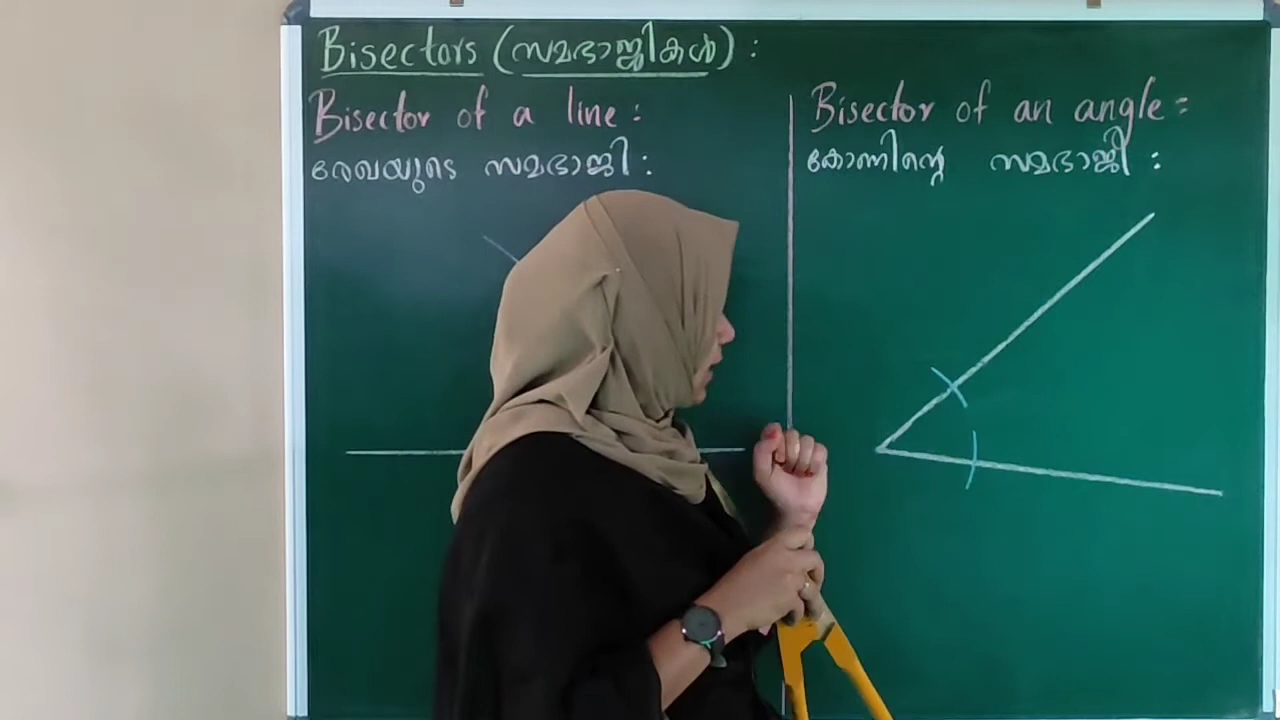 Bisectors (സമഭാജികൾ) :
Bisector of a line :
രേഖയുടെ സമഭാജി :
Bisector of an angle :
കോണിന്റെ സമഭാജി :